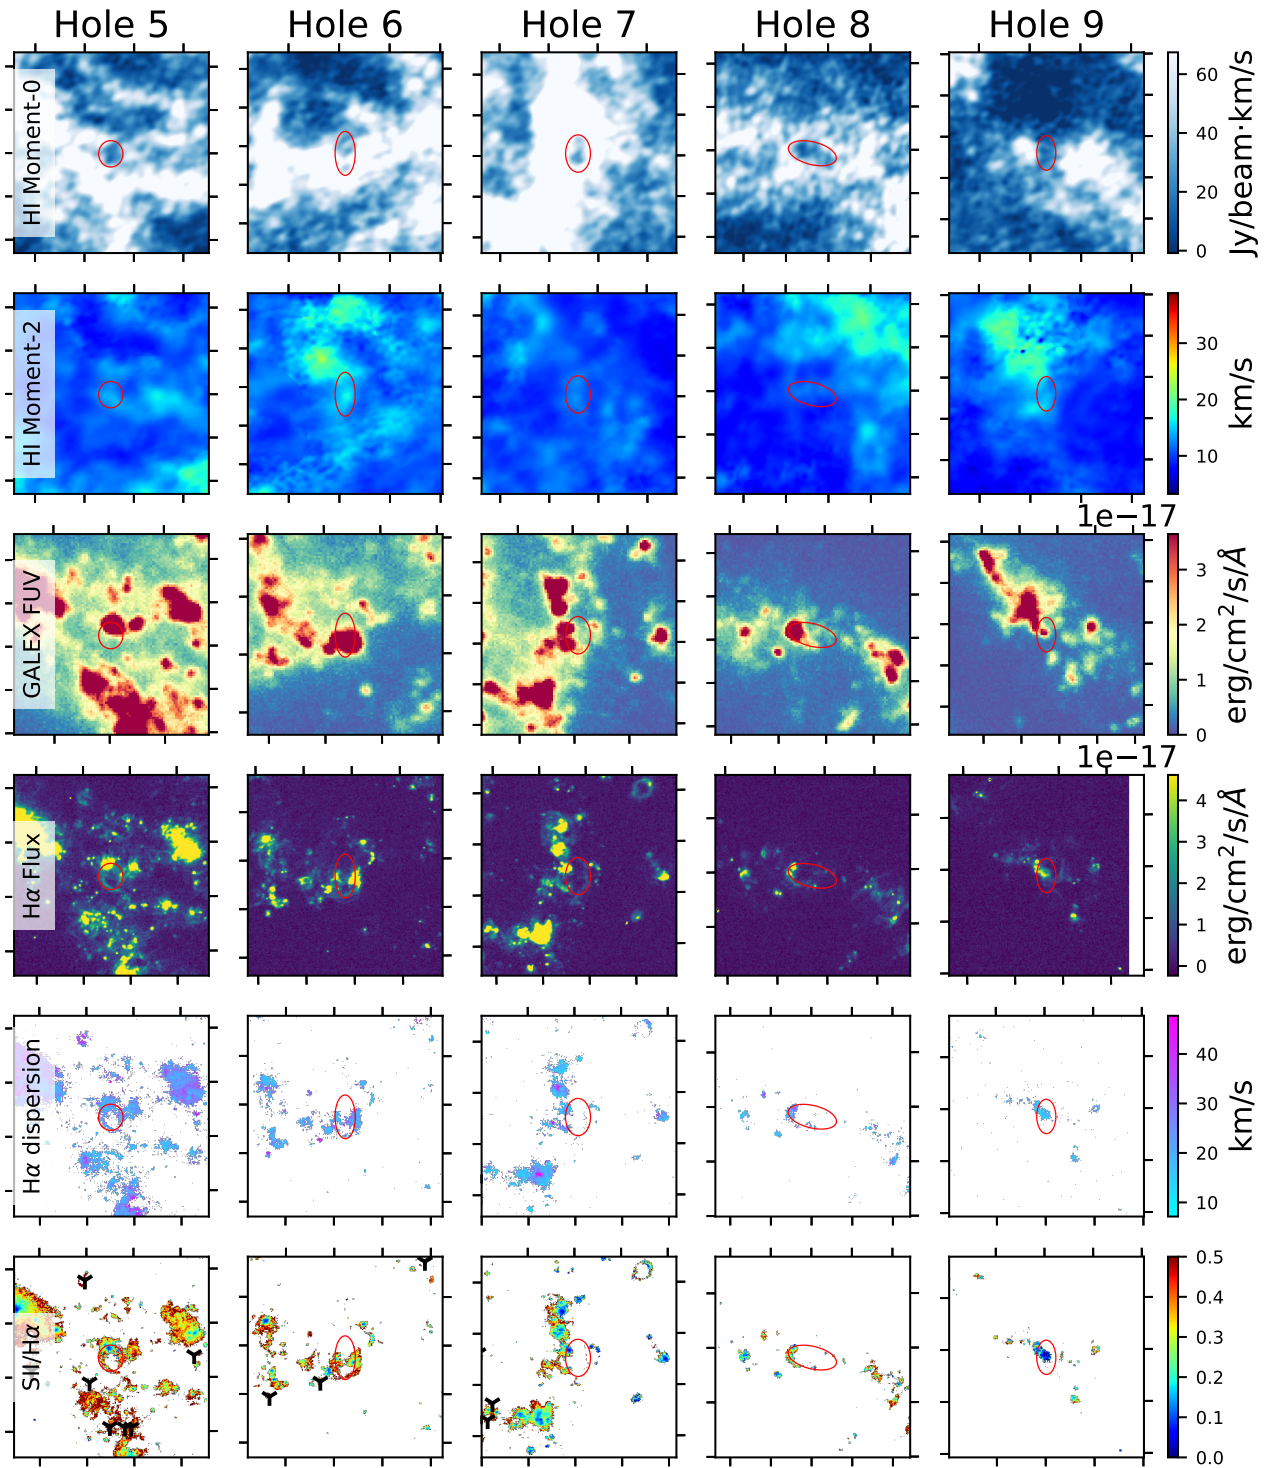 Hole 5 Hole 6 Hole 7 Hole 8 Hole 9
HI Moment-0
60
40
20
0
Jy/beam·km/s
HI Moment-2
30
20
10
km/s
GALEX FUV
1e−17
3
2
1
0
erg/cm²/s/Å
Hα Flux
1e−17
4
3
2
1
0
erg/cm²/s/Å
Hα dispersion
40
30
20
10
km/s
SII/Hα
0.5
0.4
0.3
0.2
0.1
0.0